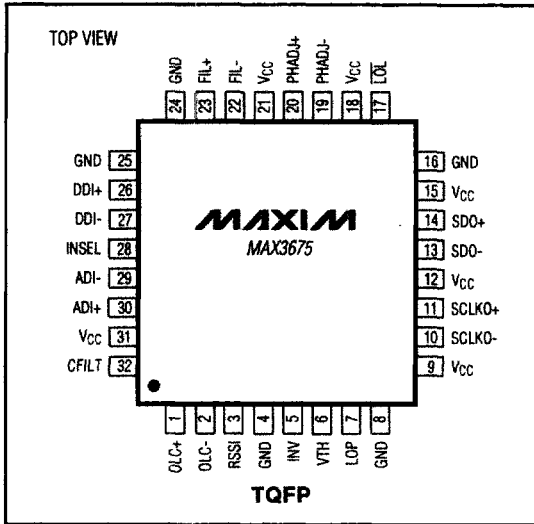 TOP VIEW
GND FIL+ FIL- VCC PHADJ+ PHADJ- VCC LOL
24 23 22 21 20 19 18 17
GND 25 16 GND
DDI+ 26 15 VCC
DDI- 27 14 SDO+
INSEL 28 13 SDO-
ADI- 29 12 VCC
ADI+ 30 11 SCLKO+
VCC 31 10 SCLKO-
CFILT 32 9 VCC
MAXIM
MAX3675
1 2 3 4 5 6 7 8
OLC+ OLC- RSSI GND INV VTH LOP GND
TQFP